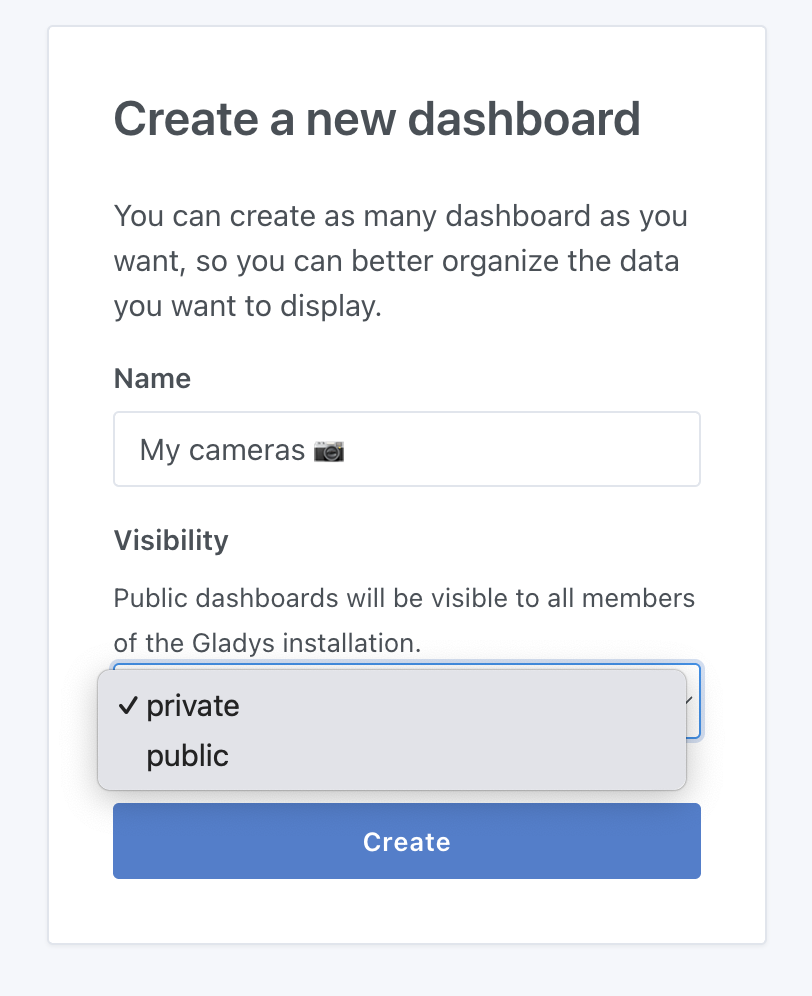 Create a new dashboard
You can create as many dashboard as you
want, so you can better organize the data
you want to display.
Name
My cameras 📷
Visibility
Public dashboards will be visible to all members
of the Gladys installation.
✓ private
public
Create